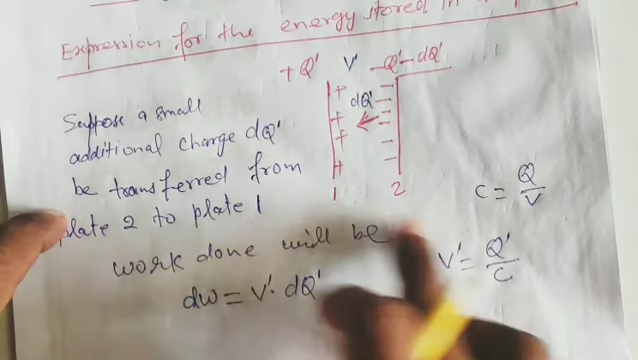 Expression for the energy stored in
+Q' V' -Q'-dQ'
Suppose a small
additional charge dQ'
be transferred from
plate 2 to plate 1
work done will be
dw = V'. dQ'
+
dQ'
+
+
+
1 2
C = Q/V
V' = Q'/C